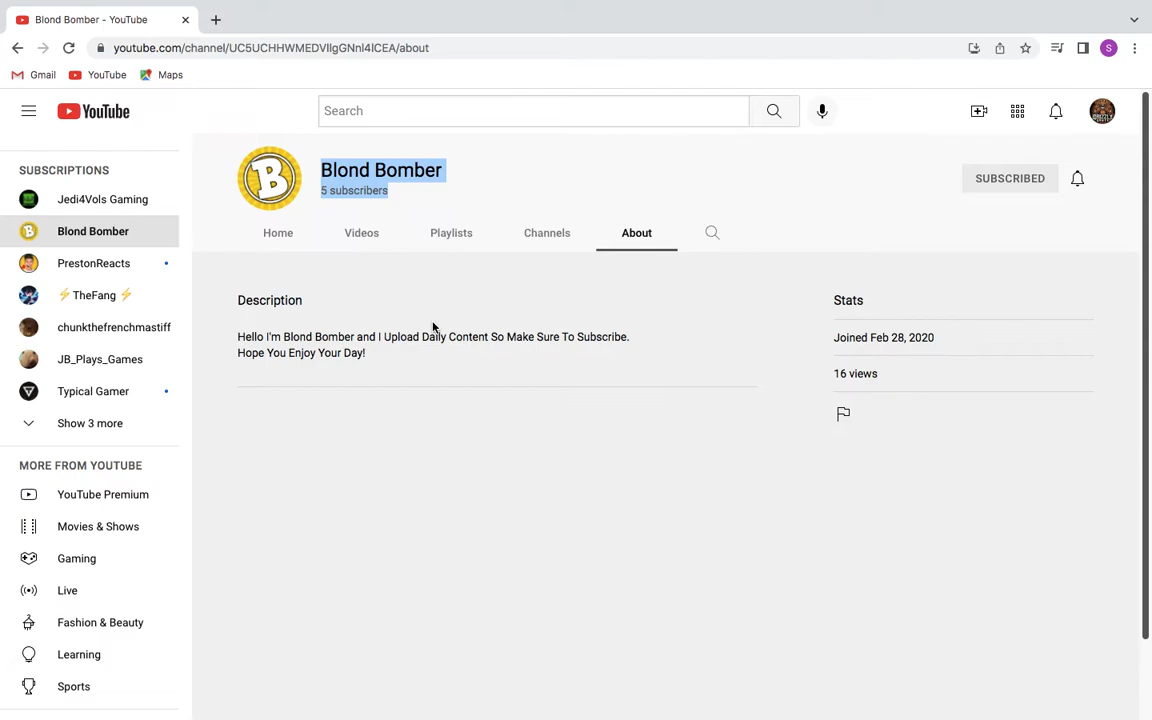 Blond Bomber - YouTube
youtube.com/channel/UC5UCHHWMEDVllgGNnl4lCEA/about
S
Gmail
YouTube
Maps
YouTube
Search
SUBSCRIPTIONS
Jedi4Vols Gaming
Blond Bomber
PrestonReacts
⚡TheFang ⚡
chunkthefrenchmastiff
JB_Plays_Games
Typical Gamer
Show 3 more
MORE FROM YOUTUBE
YouTube Premium
Movies & Shows
Gaming
Live
Fashion & Beauty
Learning
Sports
B
Blond Bomber
5 subscribers
SUBSCRIBED
Home
Videos
Playlists
Channels
About
Description
Hello I'm Blond Bomber and I Upload Daily Content So Make Sure To Subscribe.
Hope You Enjoy Your Day!
Stats
Joined Feb 28, 2020
16 views